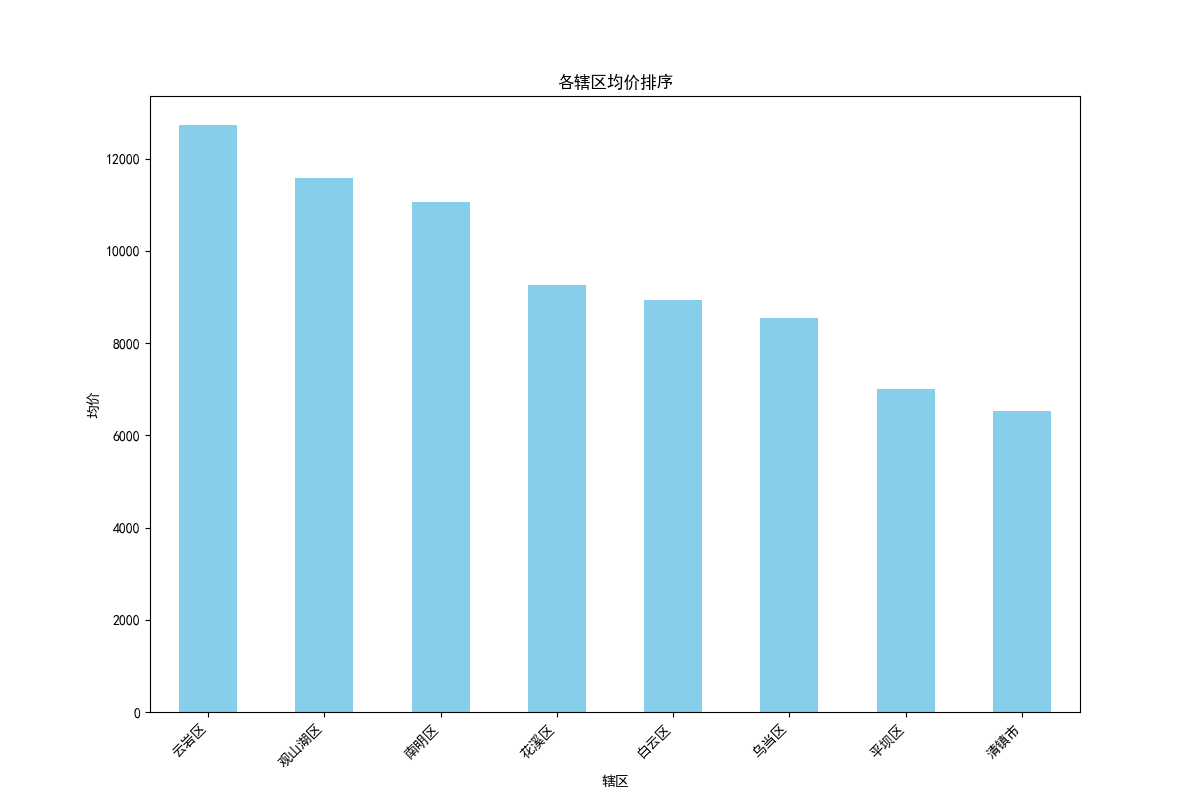 各辖区均价排序
均价
12000
10000
8000
6000
4000
2000
0
云岩区
观山湖区
南明区
花溪区
白云区
乌当区
平坝区
清镇市
辖区